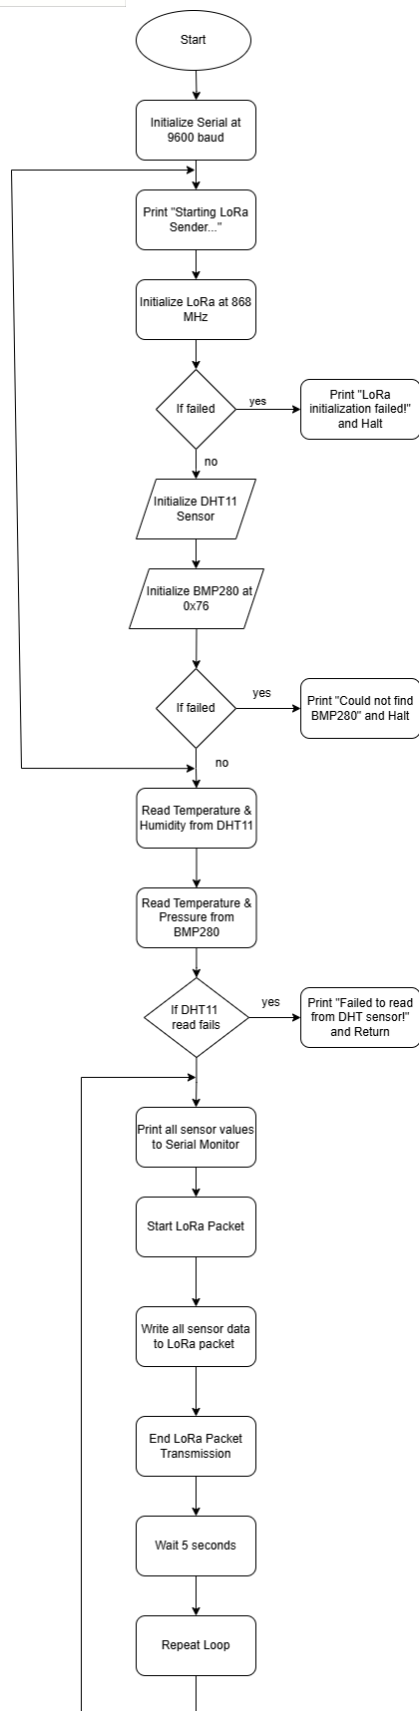 Start
Initialize Serial at
9600 baud
Print "Starting LoRa
Sender..."
Initialize LoRa at 868
MHz
If failed
yes
Print "LoRa
initialization failed!"
and Halt
no
Initialize DHT11
Sensor
Initialize BMP280 at
0x76
If failed
yes
Print "Could not find
BMP280" and Halt
no
Read Temperature &
Humidity from DHT11
Read Temperature &
Pressure from
BMP280
If DHT11
read fails
yes
Print "Failed to read
from DHT sensor!"
and Return
Print all sensor values
to Serial Monitor
Start LoRa Packet
Write all sensor data
to LoRa packet
End LoRa Packet
Transmission
Wait 5 seconds
Repeat Loop